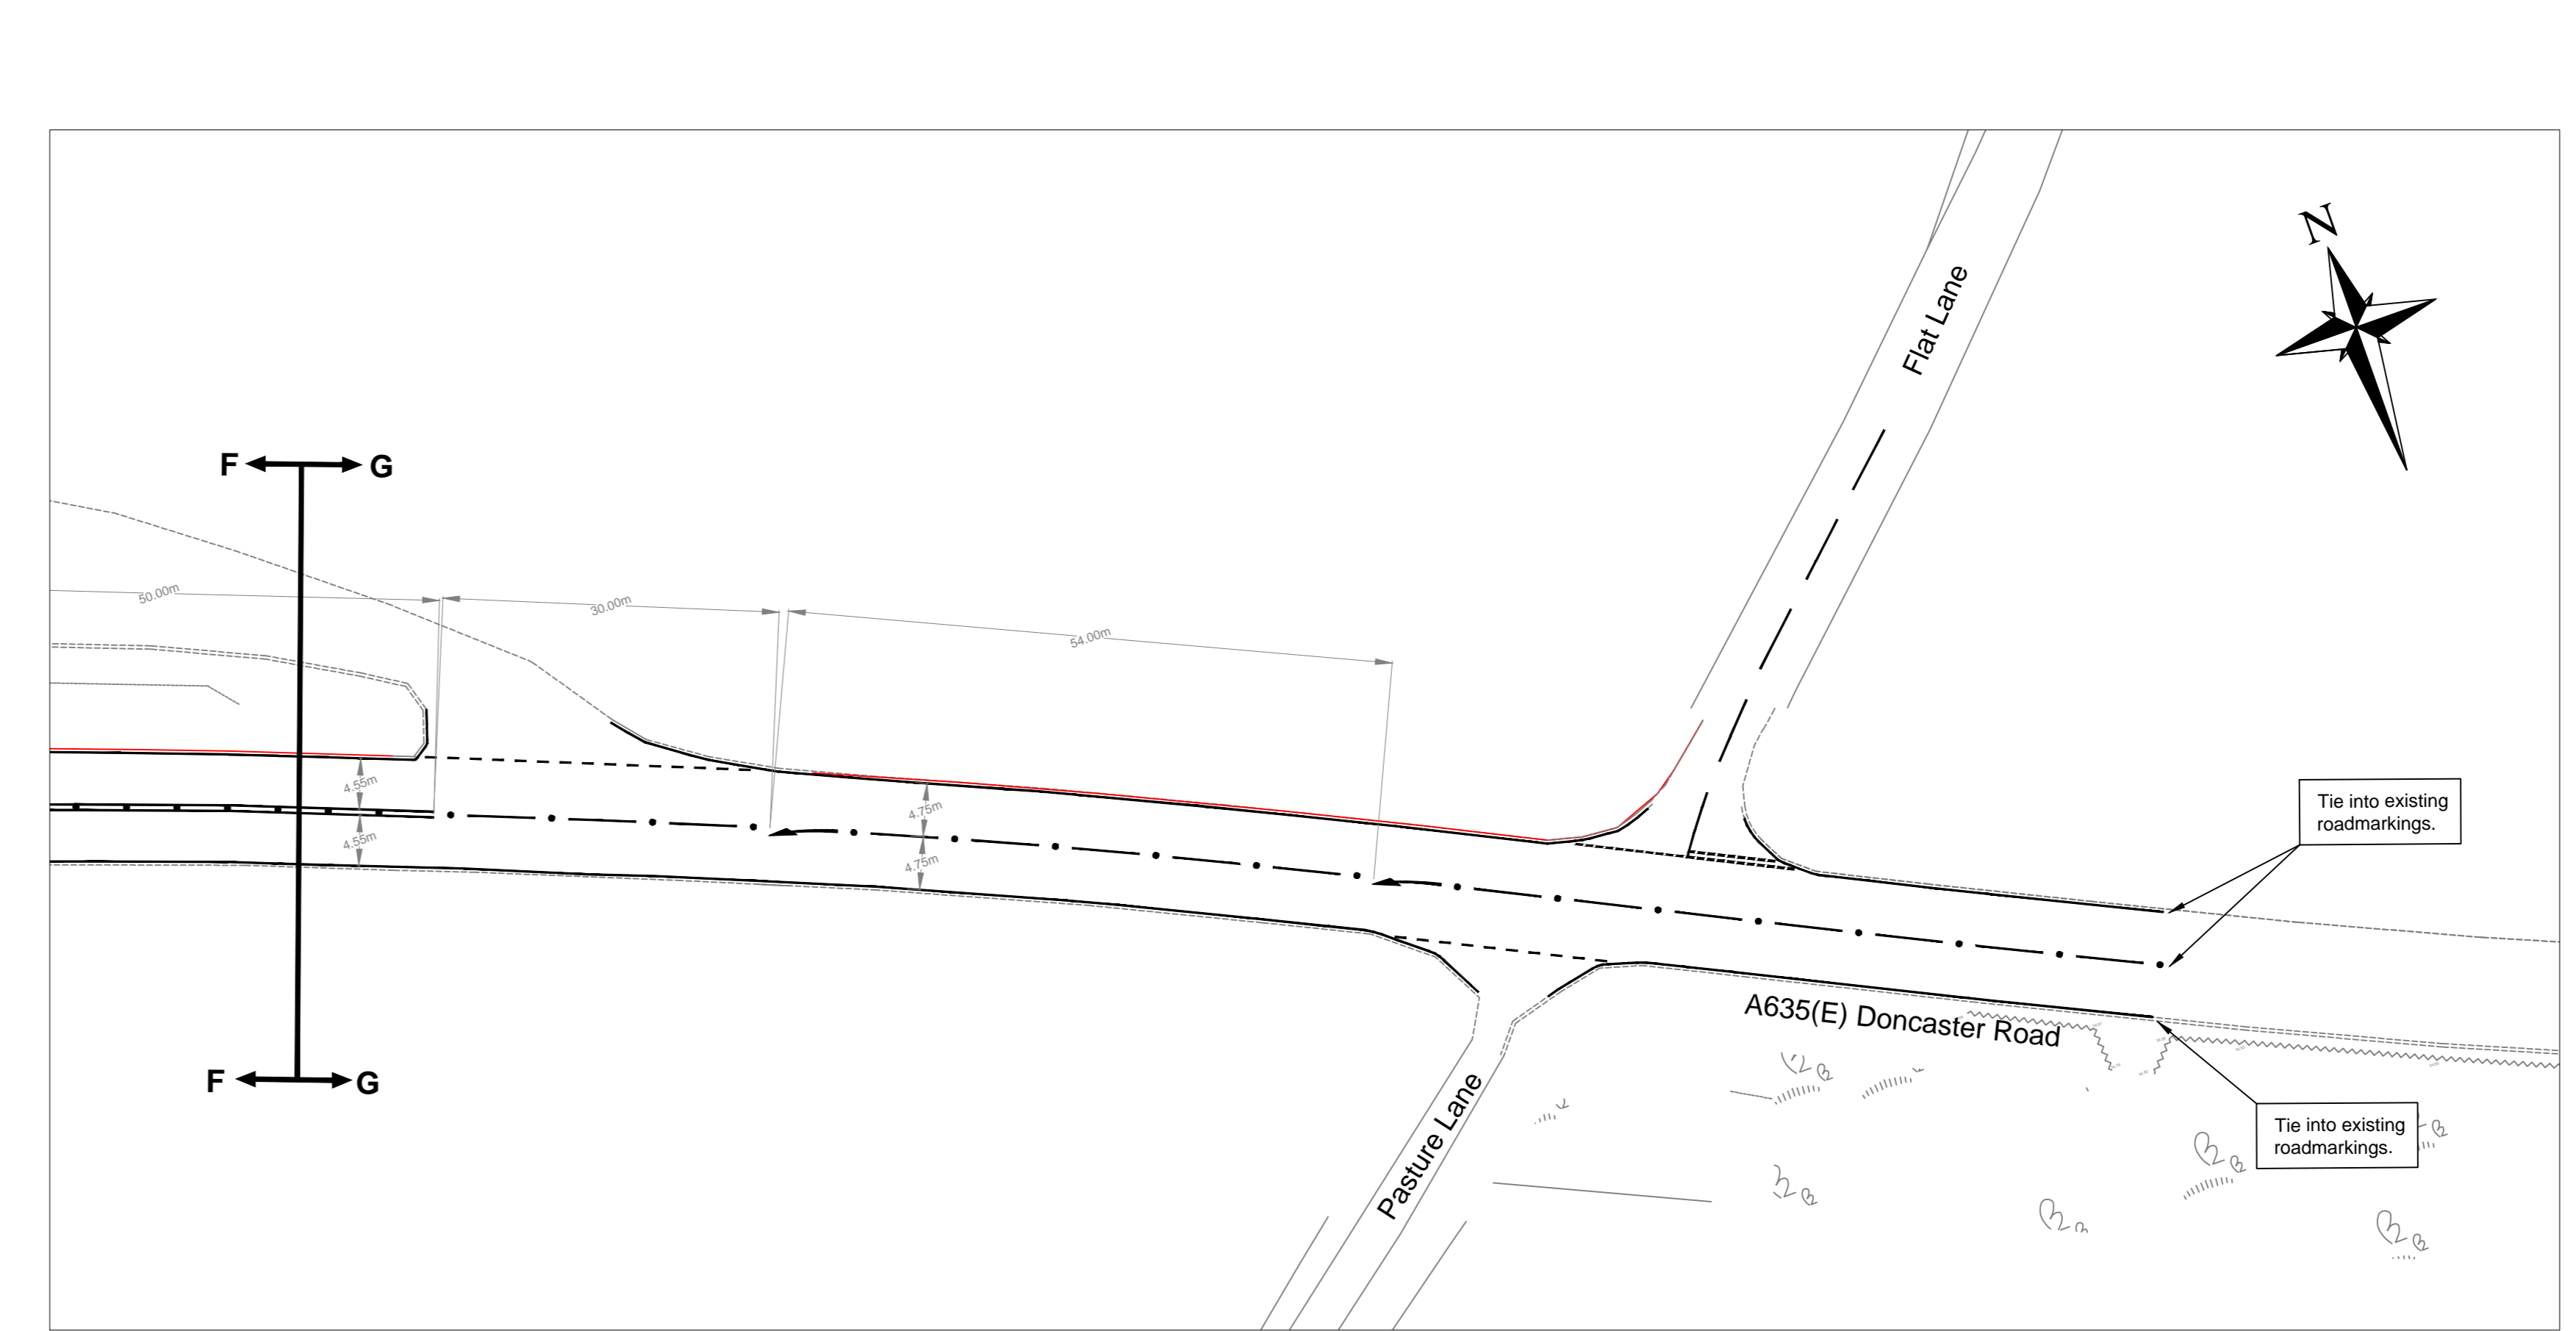 N
Flat Lane
F
G
50.00m
30.00m
54.00m
4.55m
4.75m
4.55m
4.75m
Tie into existing
roadmarkings.
A635(E) Doncaster Road
F
G
Pasture Lane
Tie into existing
roadmarkings.